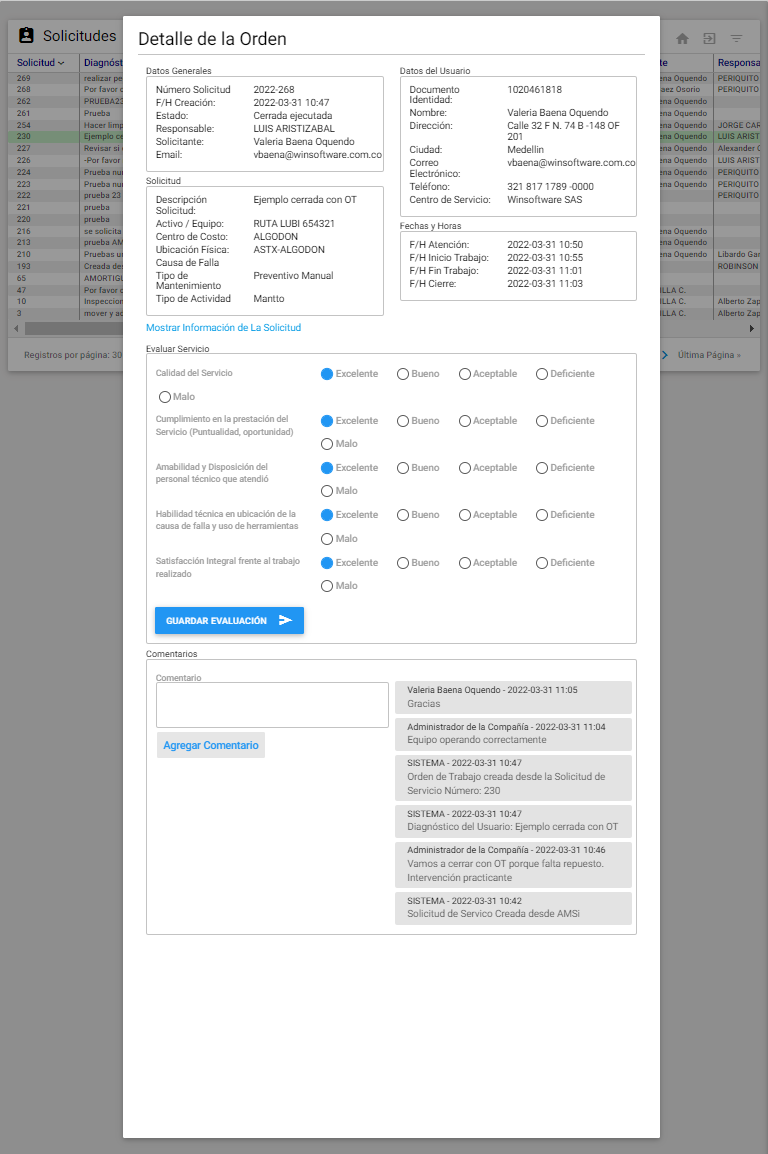 Detalle de la Orden
Datos Generales
Número Solicitud 2022-268
F/H Creación: 2022-03-31 10:47
Estado: Cerrada ejecutada
Responsable: LUIS ARISTIZABAL
Solicitante: Valeria Baena Oquendo
Email: vbaena@winsoftware.com.co
Solicitud
Descripción Ejemplo cerrada con OT
Solicitud:
Activo / Equipo: RUTA LUBI 654321
Centro de Costo: ALGODON
Ubicación Física: ASTX-ALGODON
Causa de Falla
Tipo de Preventivo Manual
Mantenimiento
Tipo de Actividad Mantto
Datos del Usuario
Documento 1020461818
Identidad:
Nombre: Valeria Baena Oquendo
Dirección: Calle 32 F N. 74 B -148 OF
201
Ciudad: Medellin
Correo vbaena@winsoftware.com.co
Electrónico:
Teléfono: 321 817 1789 -0000
Centro de Servicio: Winsoftware SAS
Fechas y Horas
F/H Atención: 2022-03-31 10:50
F/H Inicio Trabajo: 2022-03-31 10:55
F/H Fin Trabajo: 2022-03-31 11:01
F/H Cierre: 2022-03-31 11:03
Mostrar Información de La Solicitud
Evaluar Servicio
Calidad del Servicio Excelente Bueno Aceptable Deficiente
Malo
Cumplimiento en la prestación del Excelente Bueno Aceptable Deficiente
Servicio (Puntualidad, oportunidad)
Malo
Amabilidad y Disposición del Excelente Bueno Aceptable Deficiente
personal técnico que atendió
Malo
Habilidad técnica en ubicación de la Excelente Bueno Aceptable Deficiente
causa de falla y uso de herramientas
Malo
Satisfacción Integral frente al trabajo Excelente Bueno Aceptable Deficiente
realizado
Malo
GUARDAR EVALUACIÓN
Comentarios
Comentario
Agregar Comentario
Valeria Baena Oquendo - 2022-03-31 11:05
Gracias
Administrador de la Compañía - 2022-03-31 11:04
Equipo operando correctamente
SISTEMA - 2022-03-31 10:47
Orden de Trabajo creada desde la Solicitud de
Servicio Número: 230
SISTEMA - 2022-03-31 10:47
Diagnóstico del Usuario: Ejemplo cerrada con OT
Administrador de la Compañía - 2022-03-31 10:46
Vamos a cerrar con OT porque falta repuesto.
Intervención practicante
SISTEMA - 2022-03-31 10:42
Solicitud de Servico Creada desde AMSi
Solicitudes
Solicitud Diagnóst
269 realizar pe
268 Por favor c
262 PRUEBA23
261 Prueba
254 Hacer limp
230 Ejemplo ce
227 Revisar si
226 -Por favor
224 Prueba nu
223 Prueba nu
222 prueba 23
221 prueba
220 prueba
216 se solicita
213 prueba AM
210 Pruebas u
193 Creada des
65 AMORTIGU
47 Por favor c
10 Inspeccion
3 mover y ac
Registros por página: 30
te Responsa
ena Oquendo PERIQUITO
aez Osorio PERIQUITO
ena Oquendo PERIQUITO
ena Oquendo
ena Oquendo JORGE CAR
ena Oquendo LUIS ARIST
ena Oquendo Alexander
ena Oquendo LUIS ARIST
ena Oquendo PERIQUITO
ena Oquendo PERIQUITO
PERIQUITO
ena Oquendo
ena Oquendo
ena Oquendo Libardo Gar
ROBINSON
ILLA C.
ILLA C. Alberto Zap
ILLA C. Alberto Zap
Última Página »